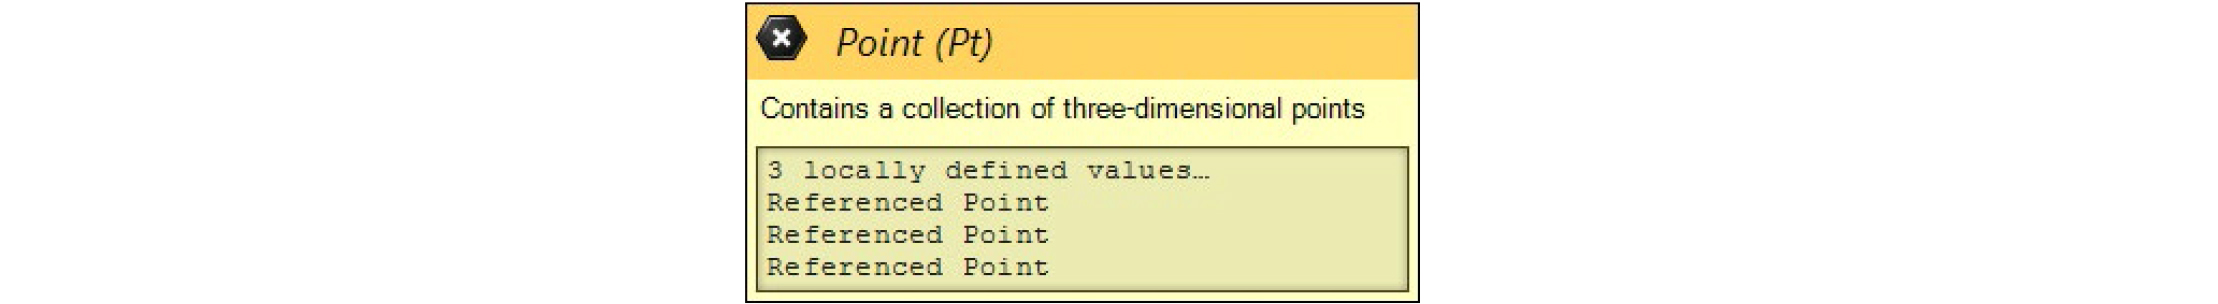 Point (Pt)
Contains a collection of three-dimensional points
3 locally defined values…
Referenced Point
Referenced Point
Referenced Point